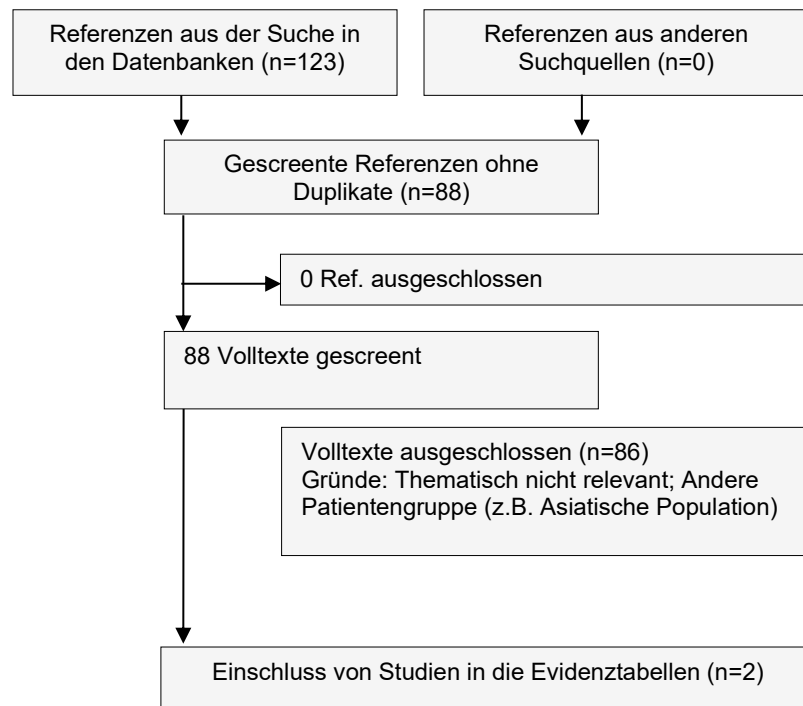 Referenzen aus der Suche in
den Datenbanken (n=123)
Referenzen aus anderen
Suchquellen (n=0)
Gescreente Referenzen ohne
Duplikate (n=88)
0 Ref. ausgeschlossen
88 Volltexte gescreent
Volltexte ausgeschlossen (n=86)
Gründe: Thematisch nicht relevant; Andere
Patientengruppe (z.B. Asiatische Population)
Einschluss von Studien in die Evidenztabellen (n=2)